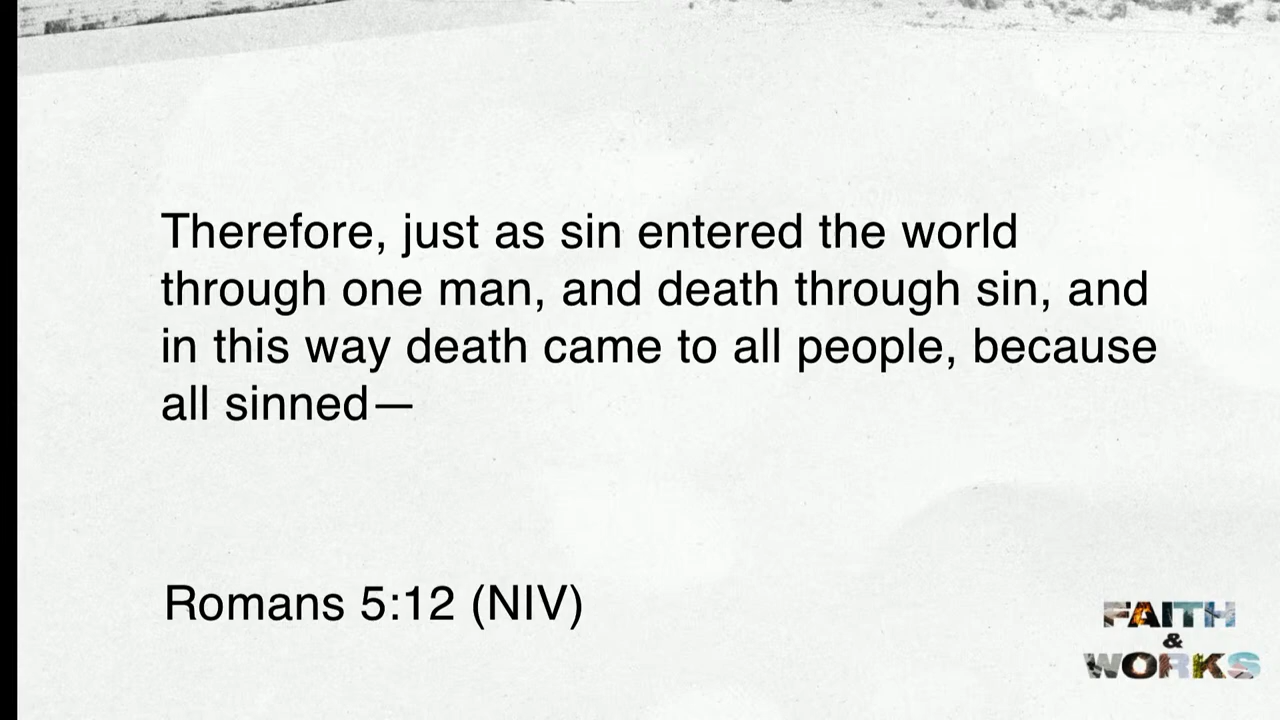 Therefore, just as sin entered the world
through one man, and death through sin, and
in this way death came to all people, because
all sinned—
Romans 5:12 (NIV)
FAITH
&
WORKS